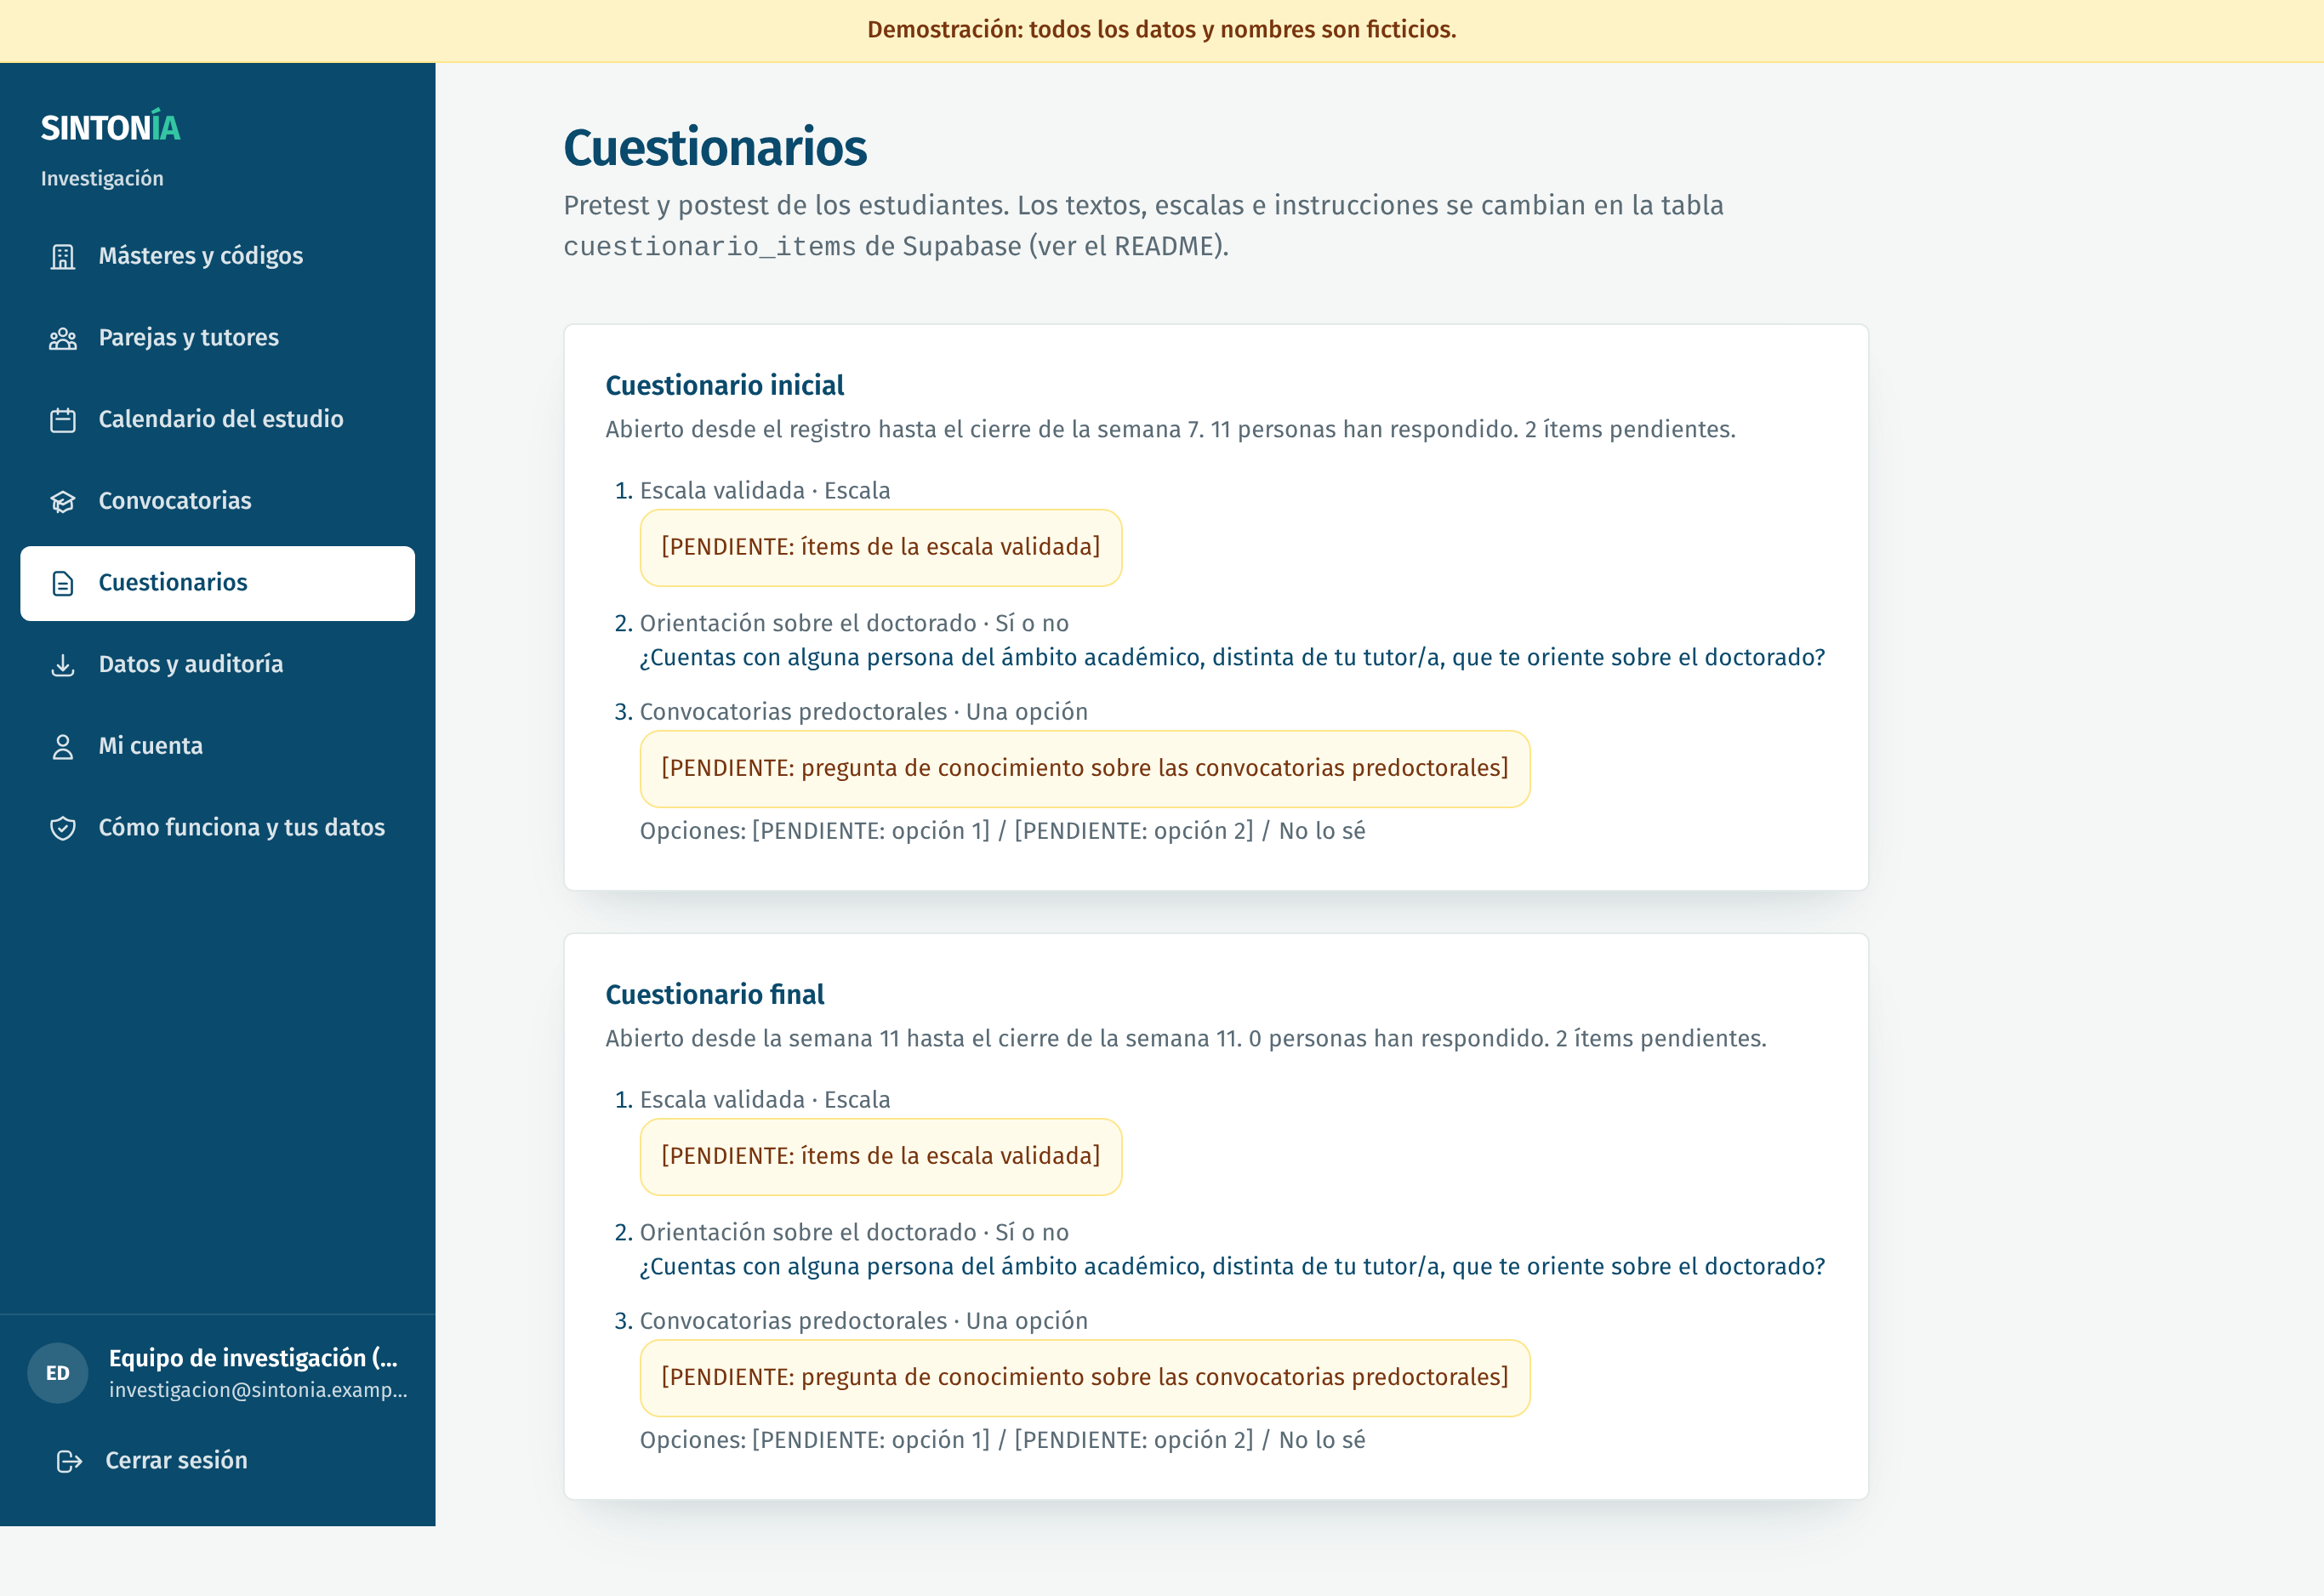 Demostración: todos los datos y nombres son ficticios.
SINTONÍA
Investigación
Másteres y códigos
Parejas y tutores
Calendario del estudio
Convocatorias
Cuestionarios
Datos y auditoría
Mi cuenta
Cómo funciona y tus datos
ED
Equipo de investigación (...
investigacion@sintonia.examp...
Cerrar sesión
Cuestionarios
Pretest y postest de los estudiantes. Los textos, escalas e instrucciones se cambian en la tabla
cuestionario_items de Supabase (ver el README).
Cuestionario inicial
Abierto desde el registro hasta el cierre de la semana 7. 11 personas han respondido. 2 ítems pendientes.
1. Escala validada · Escala
[PENDIENTE: ítems de la escala validada]
2. Orientación sobre el doctorado · Sí o no
¿Cuentas con alguna persona del ámbito académico, distinta de tu tutor/a, que te oriente sobre el doctorado?
3. Convocatorias predoctorales · Una opción
[PENDIENTE: pregunta de conocimiento sobre las convocatorias predoctorales]
Opciones: [PENDIENTE: opción 1] / [PENDIENTE: opción 2] / No lo sé
Cuestionario final
Abierto desde la semana 11 hasta el cierre de la semana 11. 0 personas han respondido. 2 ítems pendientes.
1. Escala validada · Escala
[PENDIENTE: ítems de la escala validada]
2. Orientación sobre el doctorado · Sí o no
¿Cuentas con alguna persona del ámbito académico, distinta de tu tutor/a, que te oriente sobre el doctorado?
3. Convocatorias predoctorales · Una opción
[PENDIENTE: pregunta de conocimiento sobre las convocatorias predoctorales]
Opciones: [PENDIENTE: opción 1] / [PENDIENTE: opción 2] / No lo sé